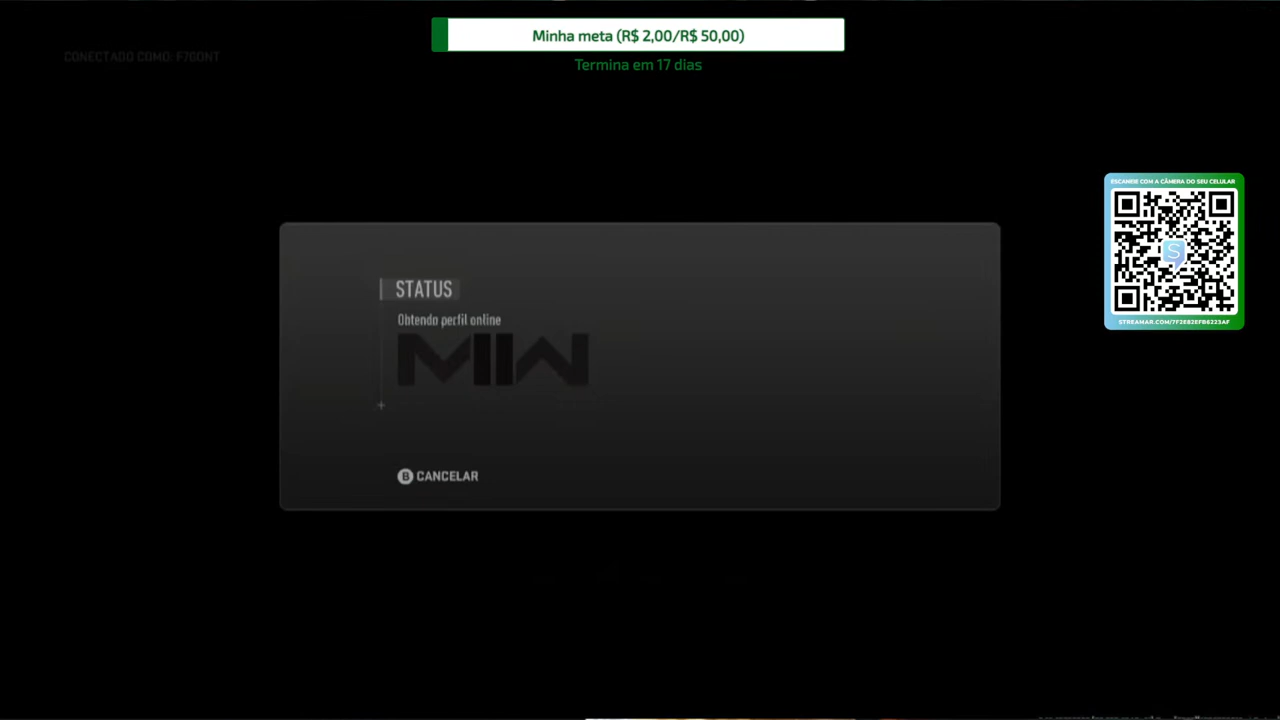 Minha meta (R$ 2,00/R$ 50,00)
Termina em 17 dias
CONECTADO COMO: F7GONT
ESCANEIE COM A CÂMERA DO SEU CELULAR
S
STREAMAR.COM/7F2E82EFB6223AF
STATUS
Obtendo perfil online
MIIW
B CANCELAR